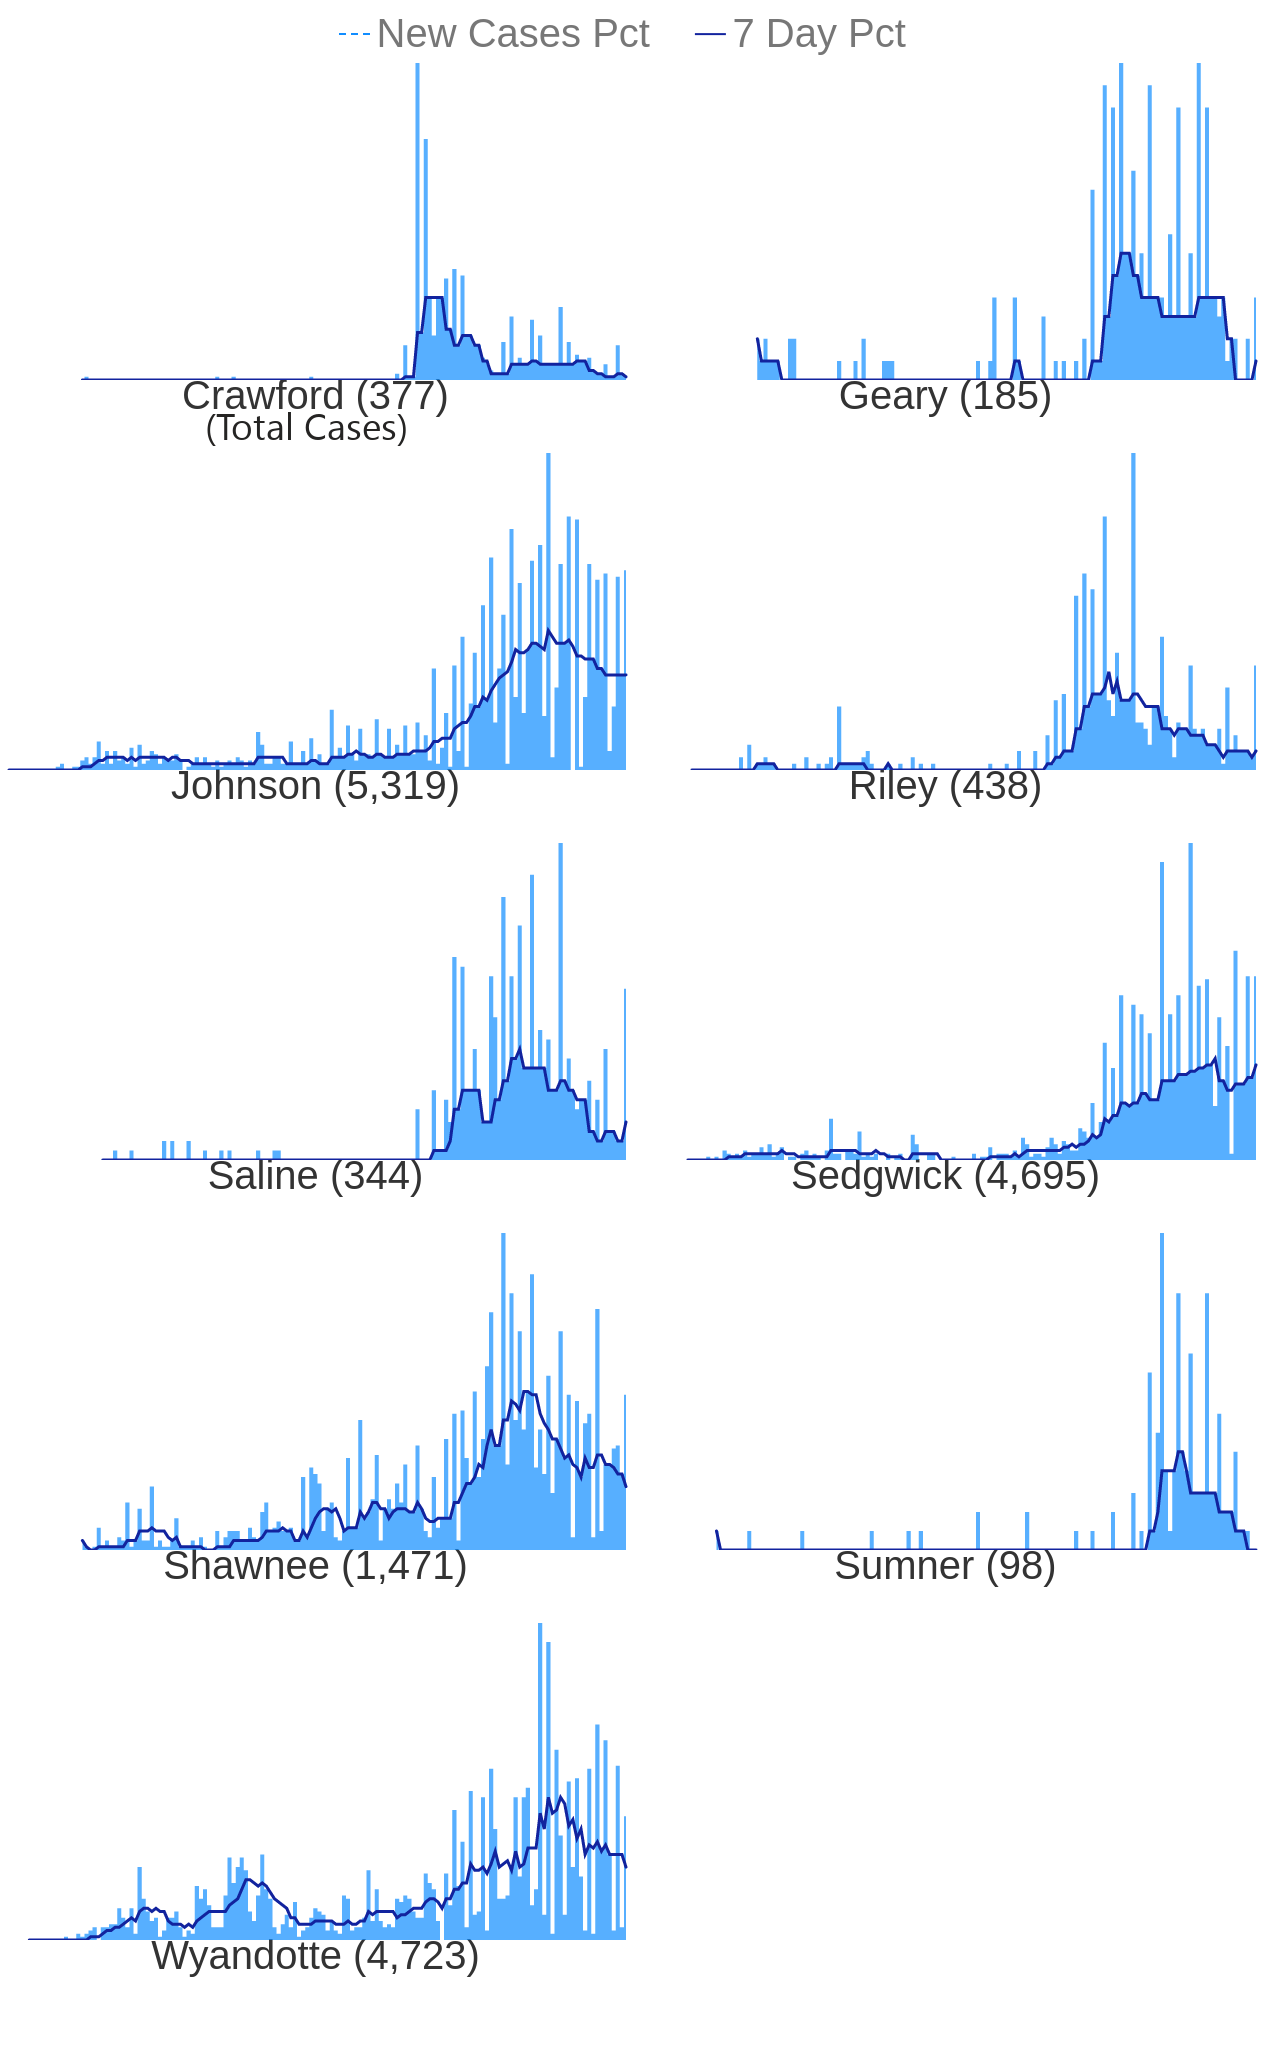 New Cases Pct 7 Day Pct
Crawford (377) Geary (185)
(Total Cases)
Johnson (5,319) Riley (438)
Saline (344) Sedgwick (4,695)
Shawnee (1,471) Sumner (98)
Wyandotte (4,723)